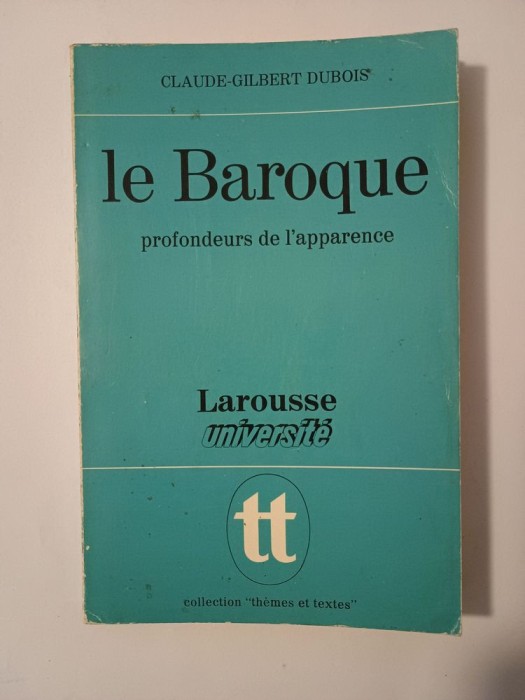 CLAUDE-GILBERT DUBOIS
le Baroque
profondeurs de l'apparence
Larousse
université
tt
collection "thèmes et textes"